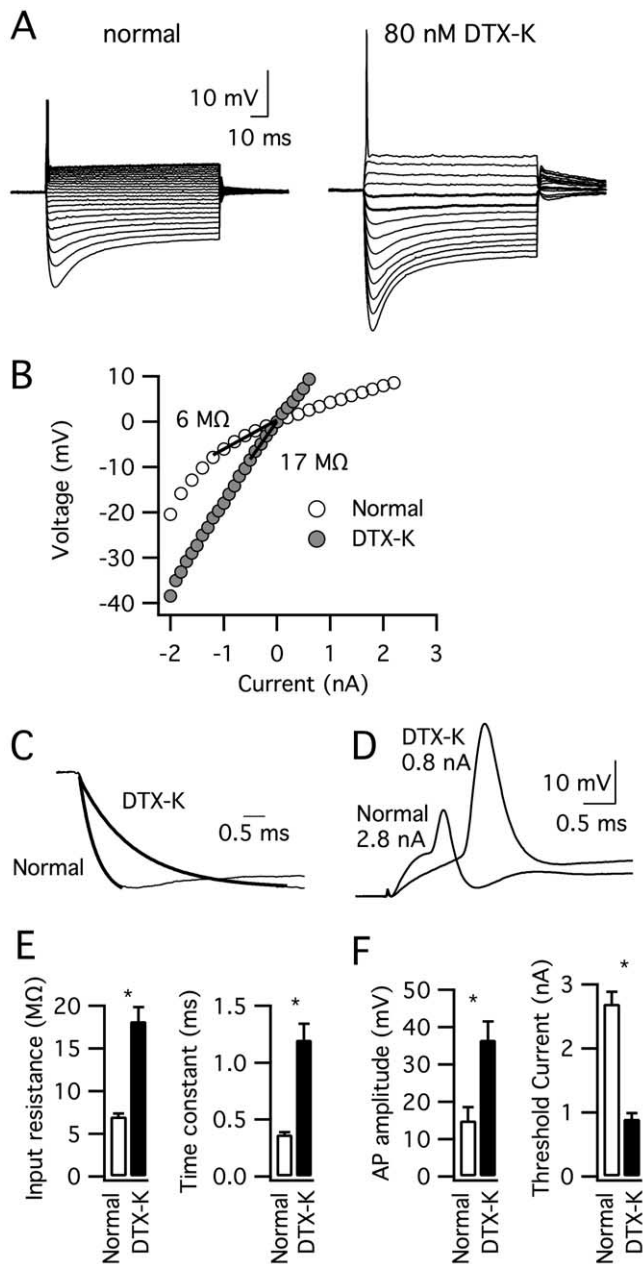 A
normal
80 nM DTX-K
10 mV
10 ms
B
10
0
-10
-20
-30
-40
Voltage (mV)
6 MΩ
17 MΩ
Normal
DTX-K
-2 -1 0 1 2 3
Current (nA)
C
DTX-K
Normal
0.5 ms
D
DTX-K
0.8 nA
Normal
2.8 nA
10 mV
0.5 ms
E
Input resistance (MΩ)
20
15
10
5
0
*
Normal
DTX-K
Time constant (ms)
1.5
1.0
0.5
0.0
*
Normal
DTX-K
F
AP amplitude (mV)
50
40
30
20
10
0
*
Normal
DTX-K
Threshold Current (nA)
3
2
1
0
*
Normal
DTX-K